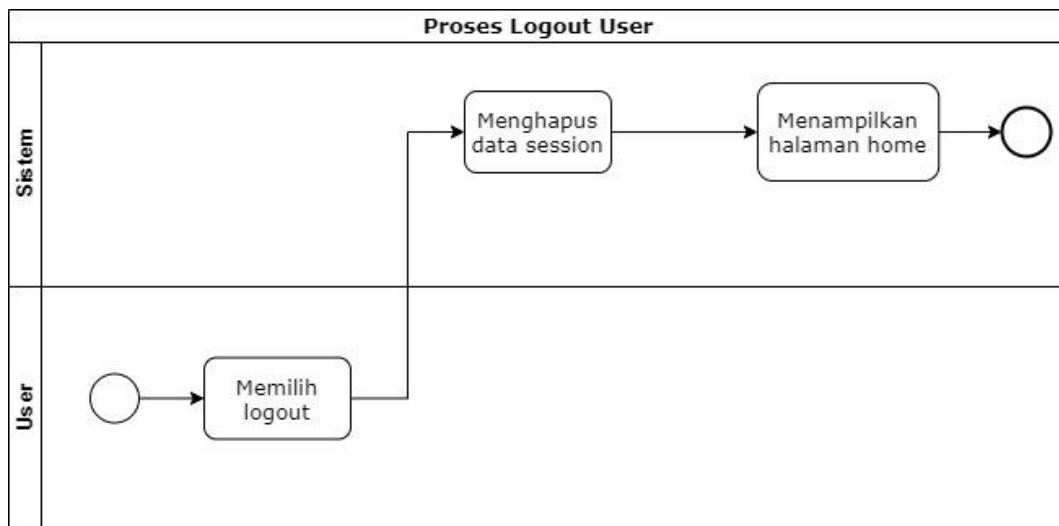 Proses Logout User
Sistem
Menghapus
data session
Menampilkan
halaman home
User
Memilih
logout